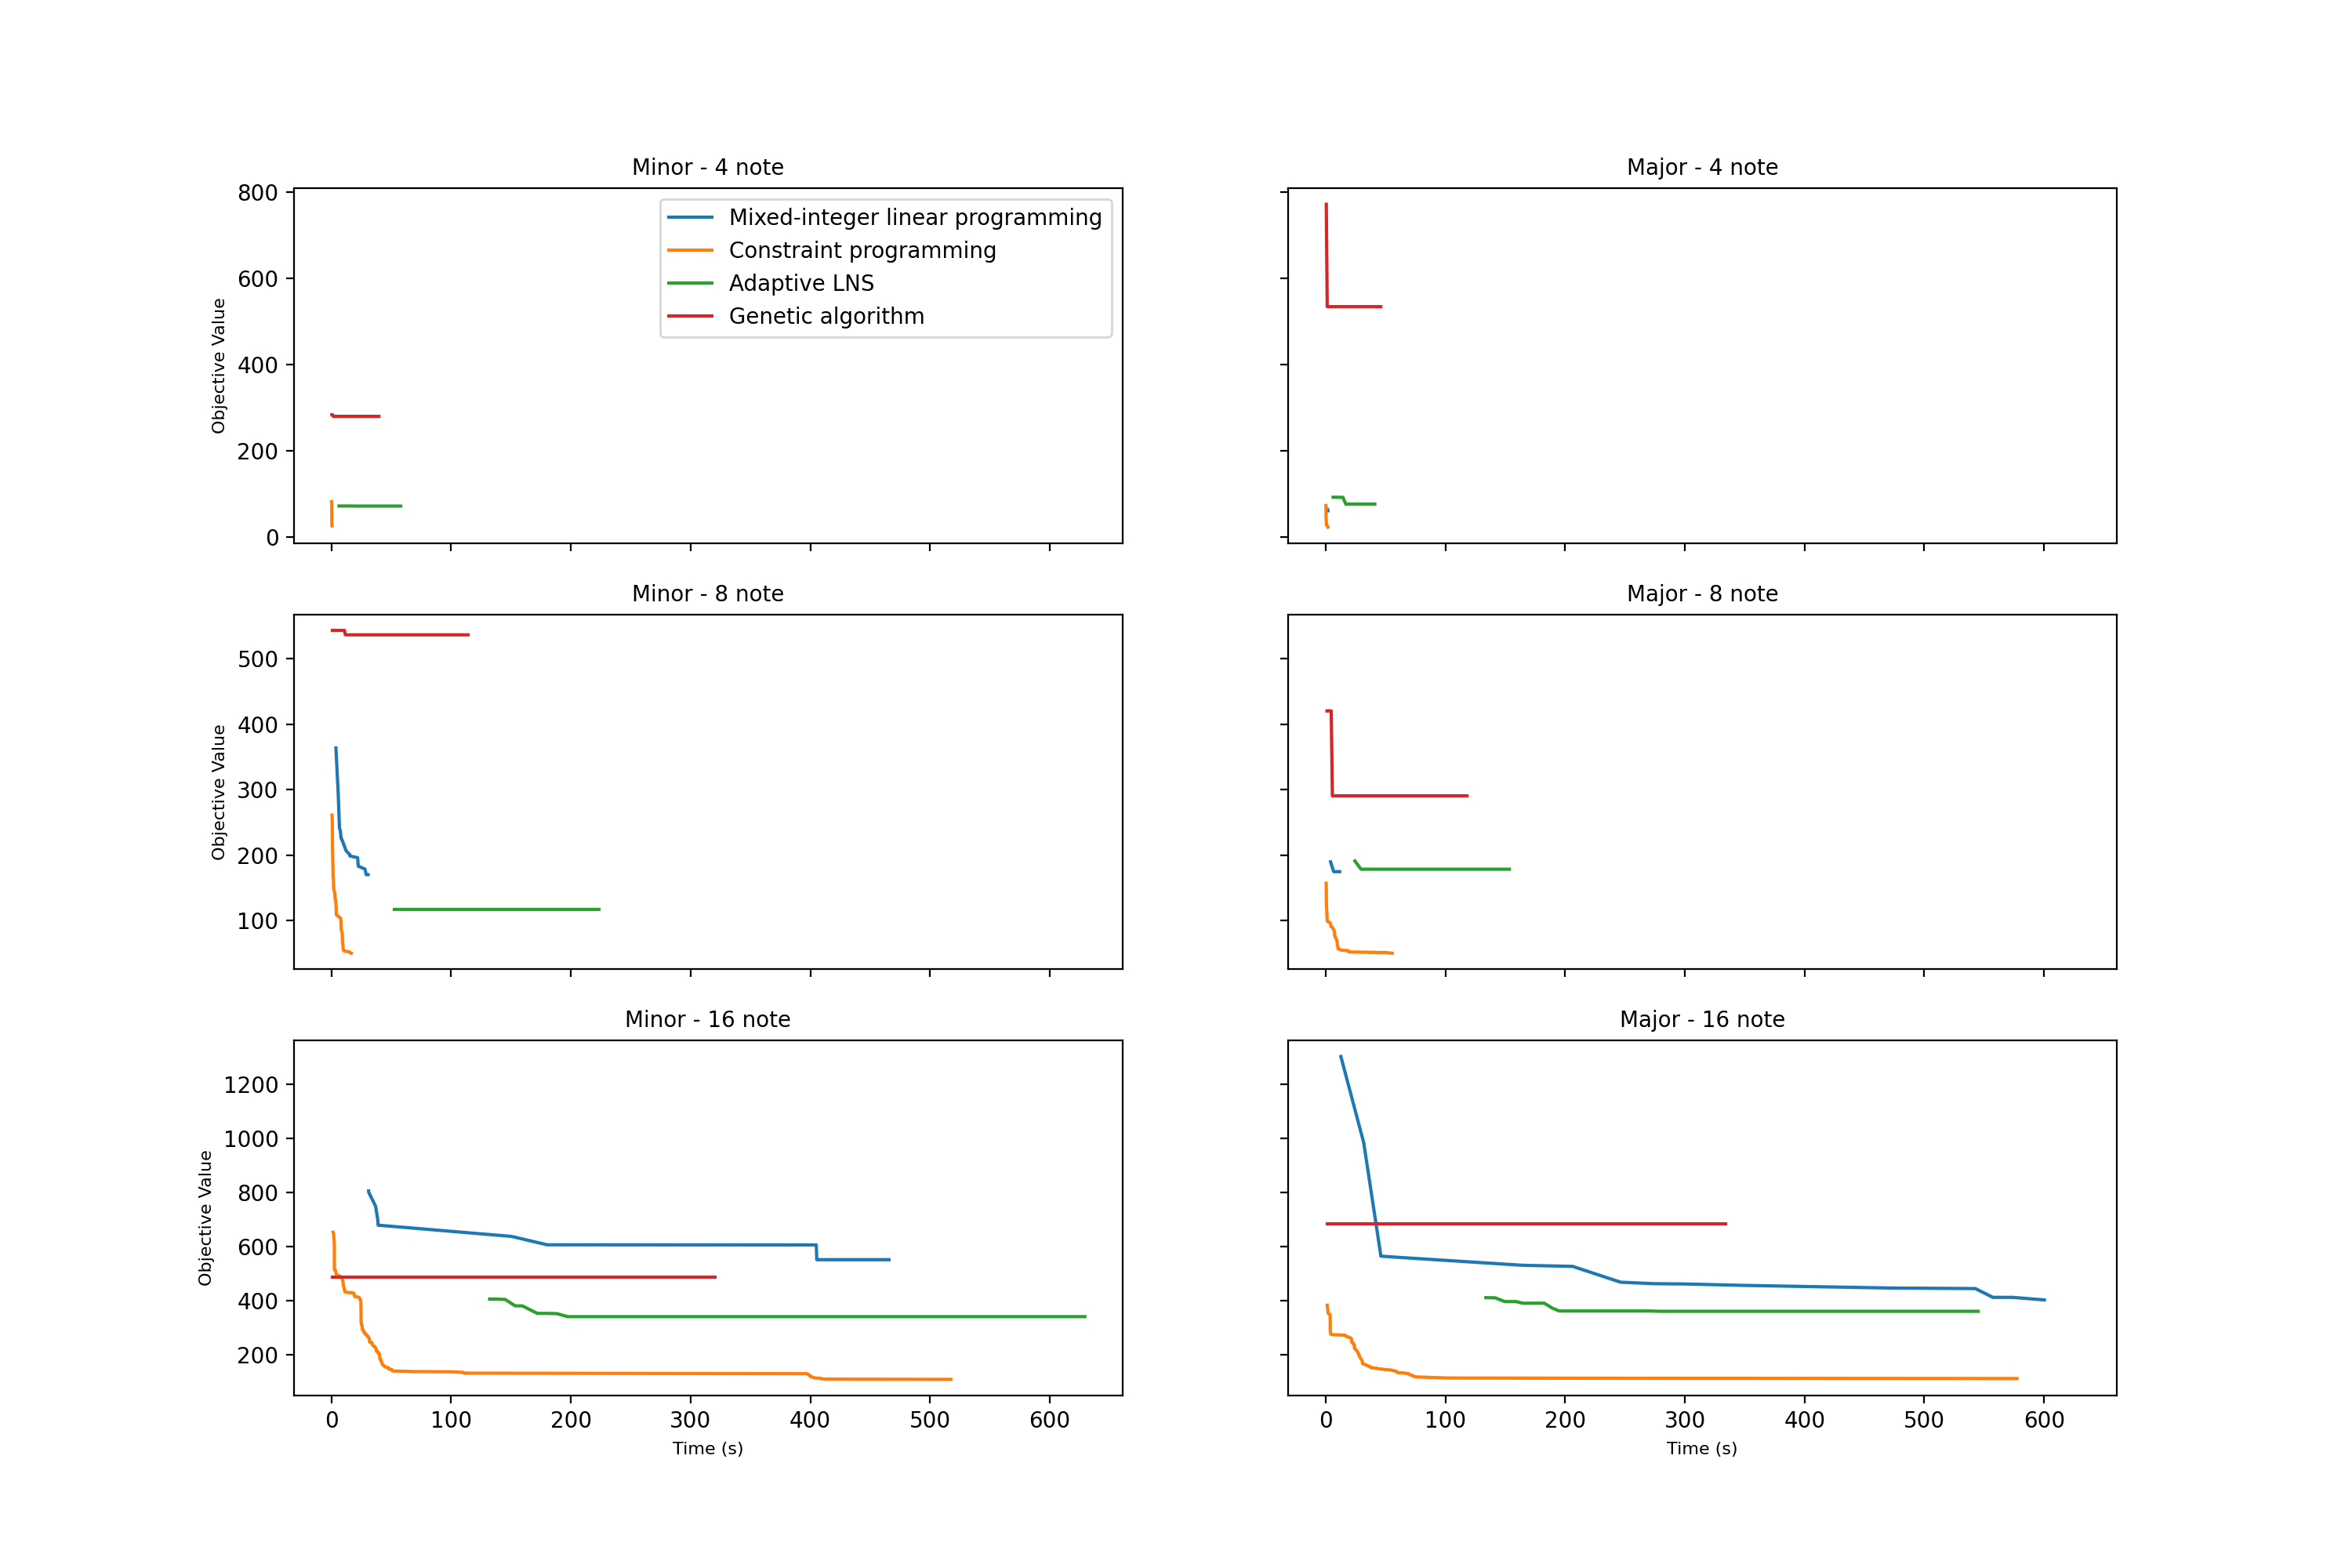 Minor - 4 note
Major - 4 note
800
600
400
200
0
Objective Value
Mixed-integer linear programming
Constraint programming
Adaptive LNS
Genetic algorithm
Minor - 8 note
Major - 8 note
500
400
300
200
100
Objective Value
Minor - 16 note
Major - 16 note
1200
1000
800
600
400
200
Objective Value
0 100 200 300 400 500 600
0 100 200 300 400 500 600
Time (s)
Time (s)